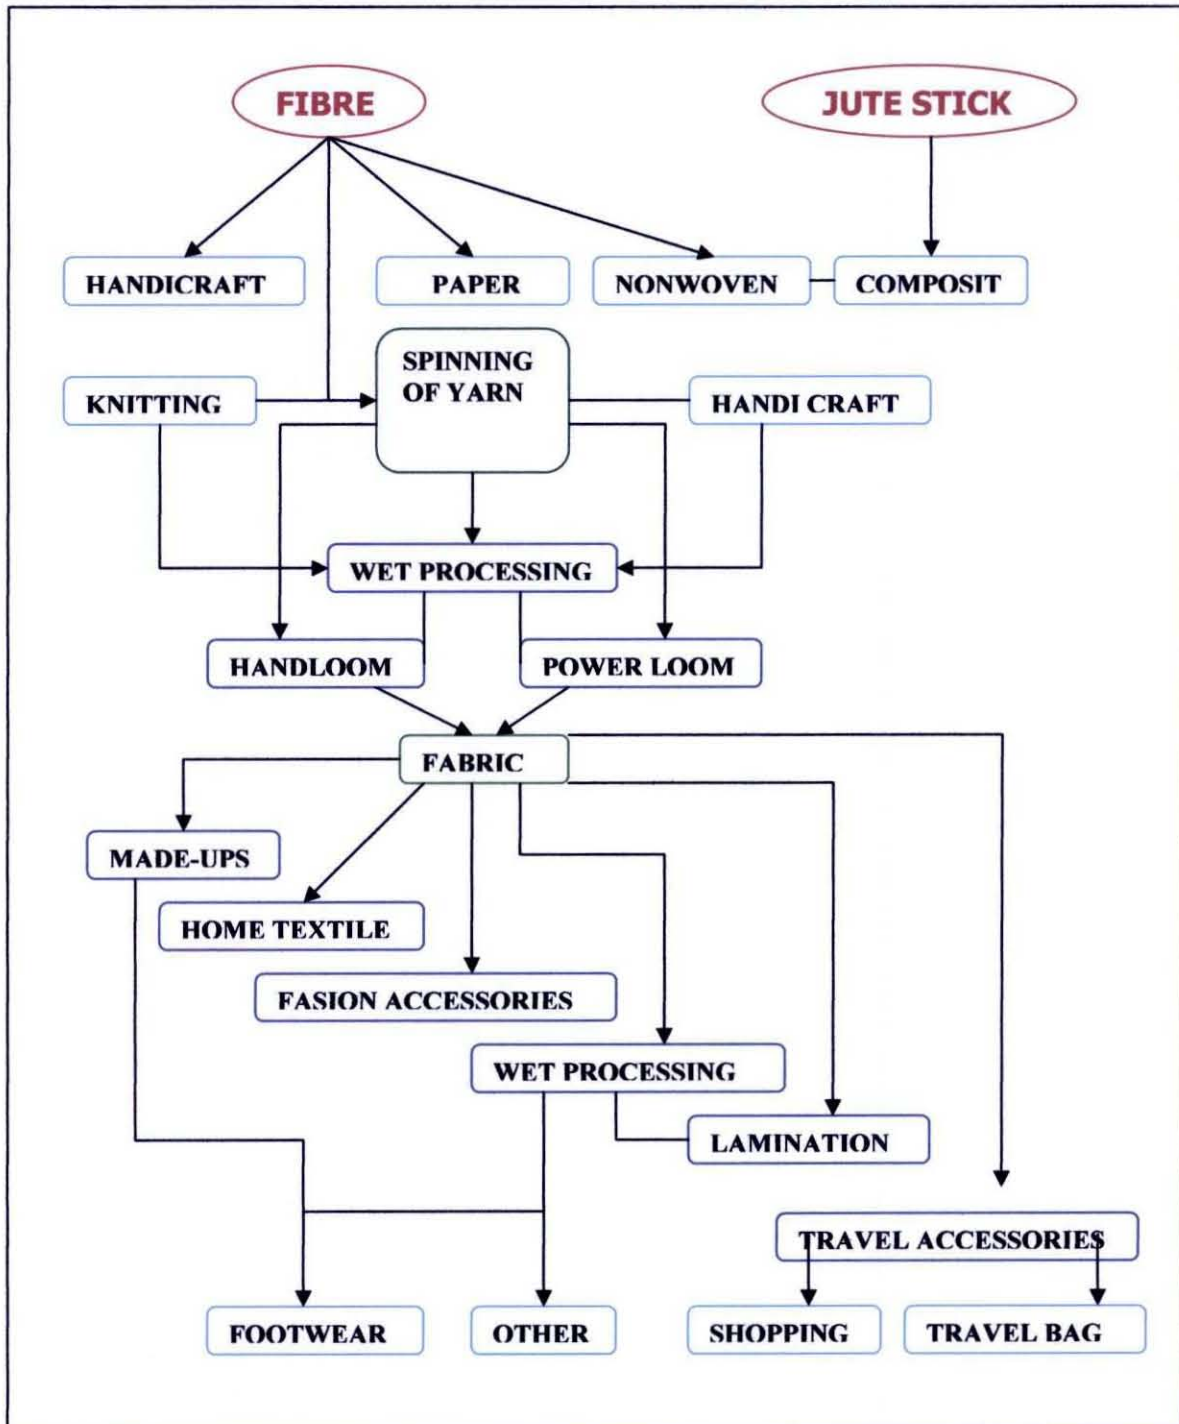 FIBRE
JUTE STICK
HANDICRAFT
PAPER
NONWOVEN
COMPOSIT
SPINNING
OF YARN
KNITTING
HANDI CRAFT
WET PROCESSING
HANDLOOM
POWER LOOM
FABRIC
MADE-UPS
HOME TEXTILE
FASION ACCESSORIES
WET PROCESSING
LAMINATION
TRAVEL ACCESSORIES
FOOTWEAR
OTHER
SHOPPING
TRAVEL BAG